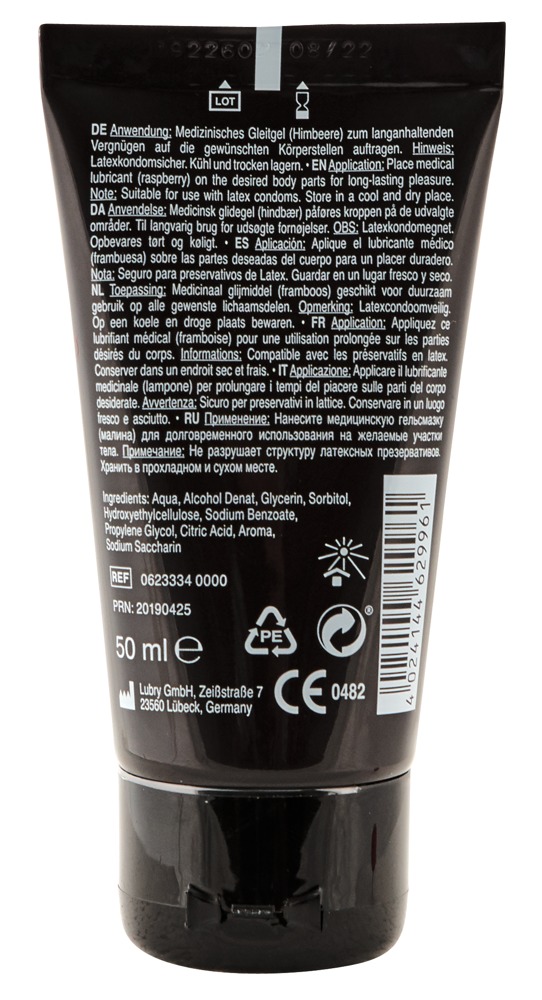 08/22
LOT
DE Anwendung: Medizinisches Gleitgel (Himbeere) zum langanhaltenden
Vergnügen auf die gewünschten Körperstellen auftragen. Hinweis:
Latexkondomsicher. Kühl und trocken lagern. • EN Application: Place medical
lubricant (raspberry) on the desired body parts for long-lasting pleasure.
Note: Suitable for use with latex condoms. Store in a cool and dry place.
DA Anvendelse: Medicinsk glidegel (hindbær) påføres kroppen på de udvalgte
områder. Til langvarig brug for udsøgte fornøjelser. OBS: Latexkondomegnet.
Opbevares tørt og køligt. • ES Aplicación: Aplique el lubricante médico
(frambuesa) sobre las partes deseadas del cuerpo para un placer duradero.
Nota: Seguro para preservativos de Latex. Guardar en un lugar fresco y seco.
NL Toepassing: Medicinaal glijmiddel (framboos) geschikt voor duurzaam
gebruik op alle gewenste lichaamsdelen. Opmerking: Latexcondoomveilig.
Op een koele en droge plaats bewaren. • FR Application: Appliquez ce
lubrifiant médical (framboise) pour une utilisation prolongée sur les parties
désirés du corps. Informations: Compatible avec les préservatifs en latex.
Conserver dans un endroit sec et frais. • IT Applicazione: Applicare il lubrificante
medicinale (lampone) per prolungare i tempi del piacere sulle parti del corpo
desiderate. Avvertenza: Sicuro per preservativi in lattice. Conservare in un luogo
fresco e asciutto. • RU Применение: Нанесите медицинскую гельсмазку
(малина) для долговременного использования на желаемые участки
тела. Примечание: Не разрушает структуру латексных презервативов.
Хранить в прохладном и сухом месте.
Ingredients: Aqua, Alcohol Denat, Glycerin, Sorbitol,
Hydroxyethylcellulose, Sodium Benzoate,
Propylene Glycol, Citric Acid, Aroma,
Sodium Saccharin
REF 0623334 0000
PRN: 20190425
50 ml e
PE
®
Lubry GmbH, Zeißstraße 7
23560 Lübeck, Germany
CE 0482
4 024144 629961